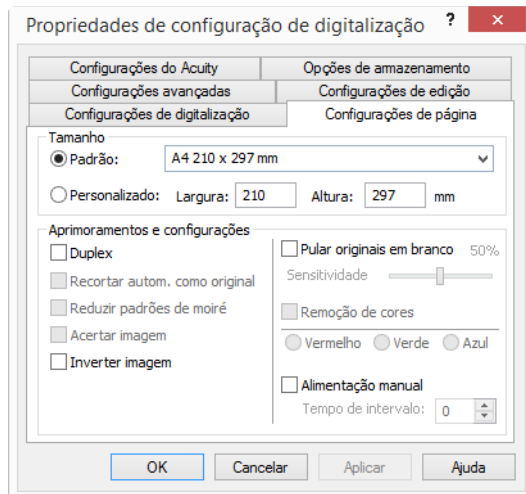 Propriedades de configuração de digitalização ? ×
Configurações do Acuity Opções de armazenamento
Configurações avançadas Configurações de edição
Configurações de digitalização Configurações de página
Tamanho
Padrão: A4 210 x 297 mm
Personalizado: Largura: 210 Altura: 297 mm
Aprimoramentos e configurações
Duplex
Recortar autom. como original
Reduzir padrões de moiré
Acertar imagem
Inverter imagem
Pular originais em branco 50%
Sensitividade
Remoção de cores
Vermelho Verde Azul
Alimentação manual
Tempo de intervalo: 0
OK Cancelar Aplicar Ajuda